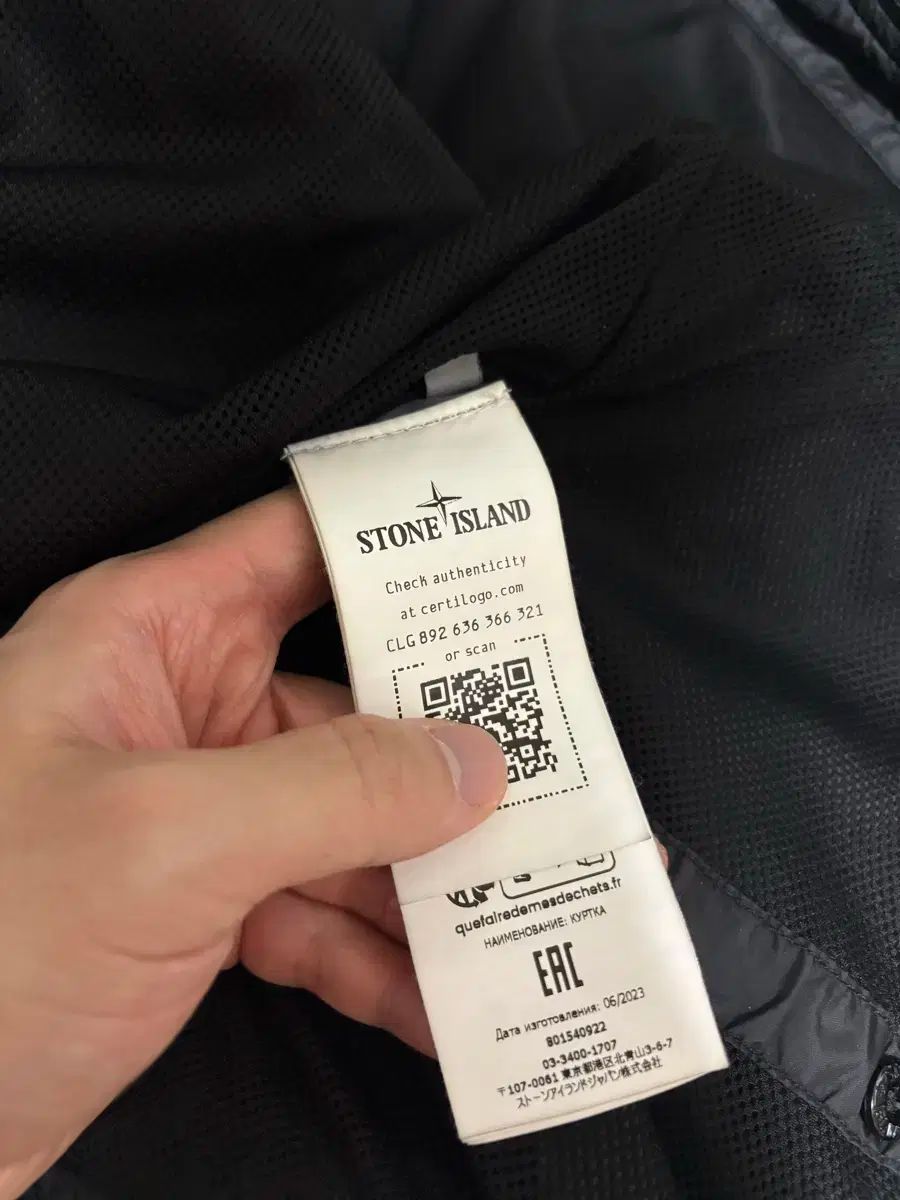 STONE ISLAND
Check authenticity
at certilogo.com
CLG 892 636 366 321
or scan
quefairedemesdechets.fr
НАИМЕНОВАНИЕ: КУРТКА
EAC
Дата изготовления: 06/2023
801540922
03-3400-1707
〒107-0061 東京都港区北青山3-6-7
ストーンアイランドジャパン株式会社